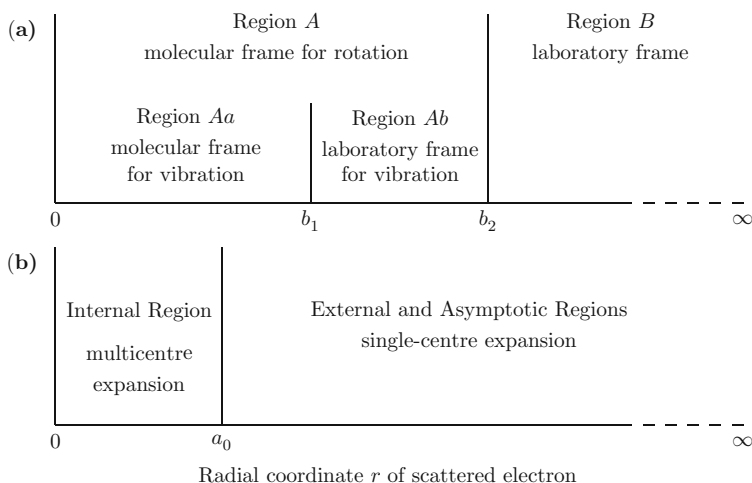 (a)
Region A
molecular frame for rotation
Region B
laboratory frame
Region Aa
molecular frame
for vibration
Region Ab
laboratory frame
for vibration
0
b₁
b₂
∞
(b)
Internal Region
multicentre
expansion
External and Asymptotic Regions
single-centre expansion
0
a₀
∞
Radial coordinate r of scattered electron